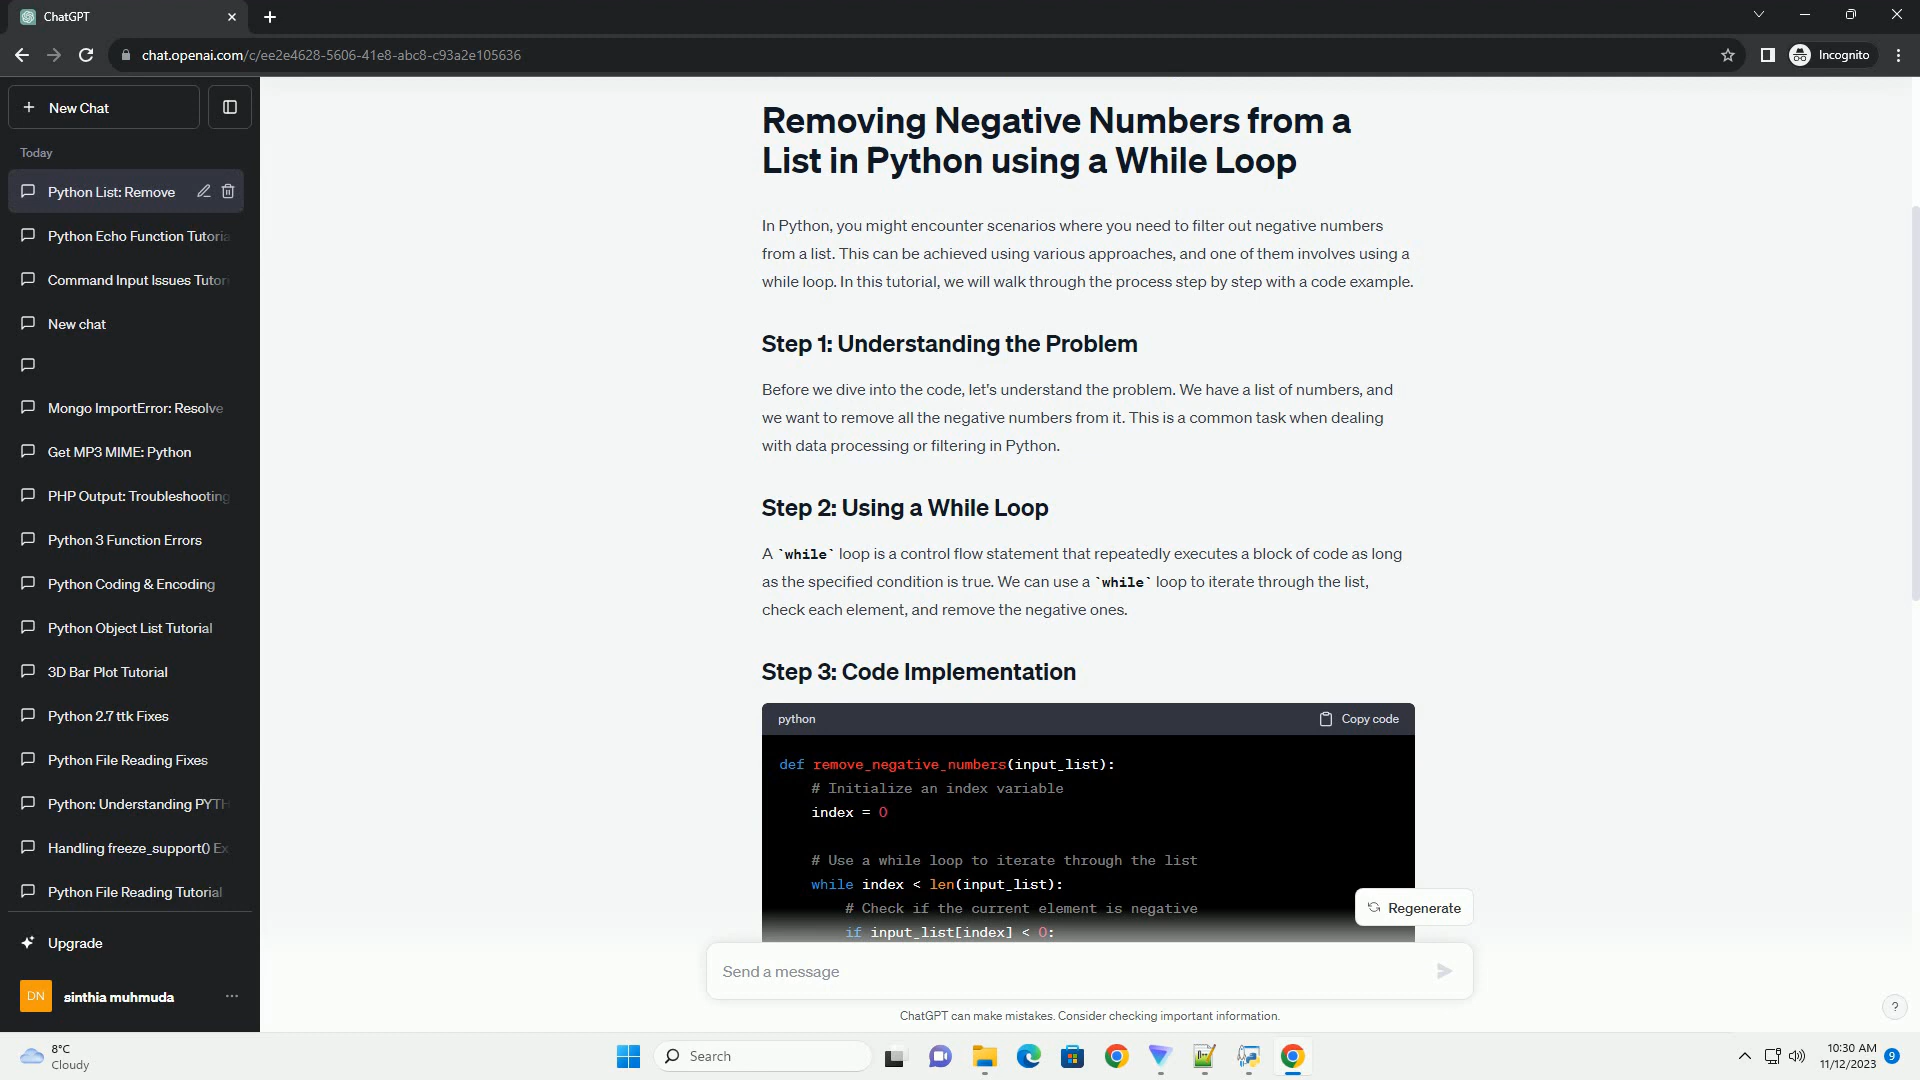 ChatGPT
chat.openai.com/c/ee2e4628-5606-41e8-abc8-c93a2e105636
Incognito
New Chat
Today
Python List: Remove
Python Echo Function Tutoria
Command Input Issues Tutori
New chat
Mongo ImportError: Resolve
Get MP3 MIME: Python
PHP Output: Troubleshooting
Python 3 Function Errors
Python Coding & Encoding
Python Object List Tutorial
3D Bar Plot Tutorial
Python 2.7 ttk Fixes
Python File Reading Fixes
Python: Understanding PYTH
Handling freeze_support() Ex
Python File Reading Tutorial
Upgrade
DN
sinthia muhmuda
Removing Negative Numbers from a
List in Python using a While Loop
In Python, you might encounter scenarios where you need to filter out negative numbers
from a list. This can be achieved using various approaches, and one of them involves using a
while loop. In this tutorial, we will walk through the process step by step with a code example.
Step 1: Understanding the Problem
Before we dive into the code, let's understand the problem. We have a list of numbers, and
we want to remove all the negative numbers from it. This is a common task when dealing
with data processing or filtering in Python.
Step 2: Using a While Loop
A `while` loop is a control flow statement that repeatedly executes a block of code as long
as the specified condition is true. We can use a `while` loop to iterate through the list,
check each element, and remove the negative ones.
Step 3: Code Implementation
python
Copy code
def remove_negative_numbers(input_list):
# Initialize an index variable
index = 0
# Use a while loop to iterate through the list
while index < len(input_list):
# Check if the current element is negative
if input_list[index] < 0:
Regenerate
Send a message
ChatGPT can make mistakes. Consider checking important information.
?
8°C
Cloudy
Search
10:30 AM
11/12/2023
9